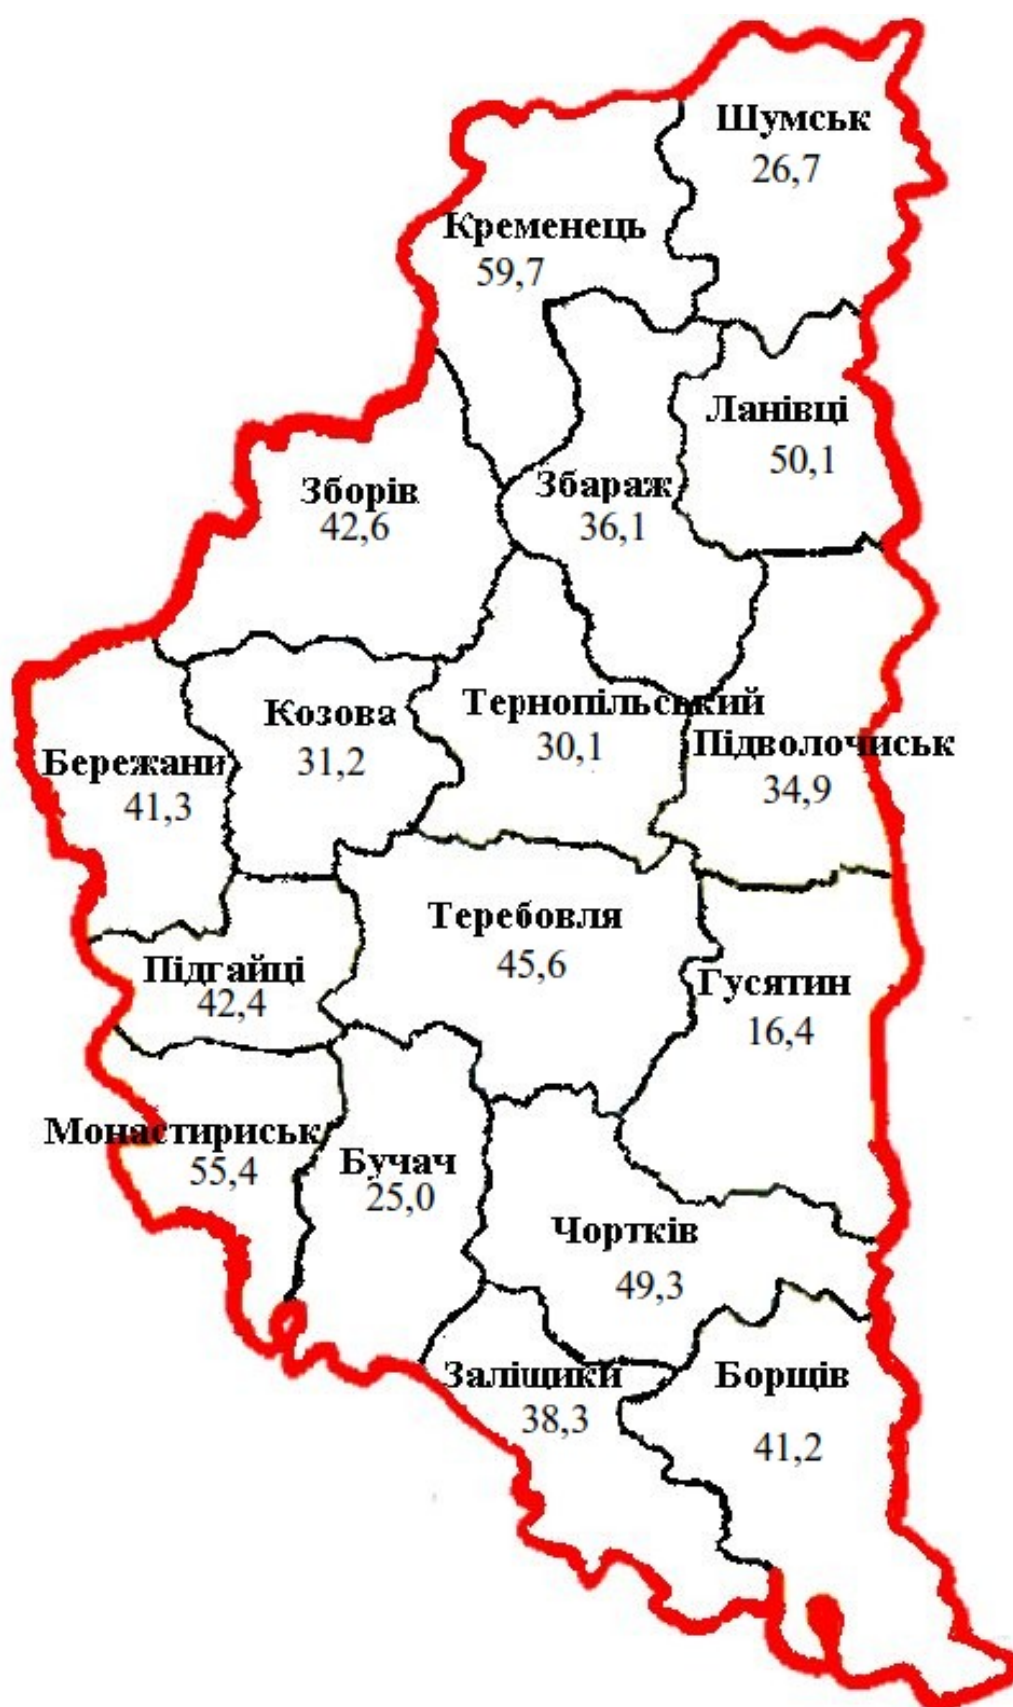 Шумськ
26,7
Кременець
59,7
Ланівці
50,1
Зборів
42,6
Збараж
36,1
Козова
31,2
Тернопільський
30,1
Підволочиськ
34,9
Бережани
41,3
Теребовля
45,6
Підгайці
42,4
Гусятин
16,4
Монастириськ
55,4
Бучач
25,0
Чортків
49,3
Заліщики
38,3
Борщів
41,2